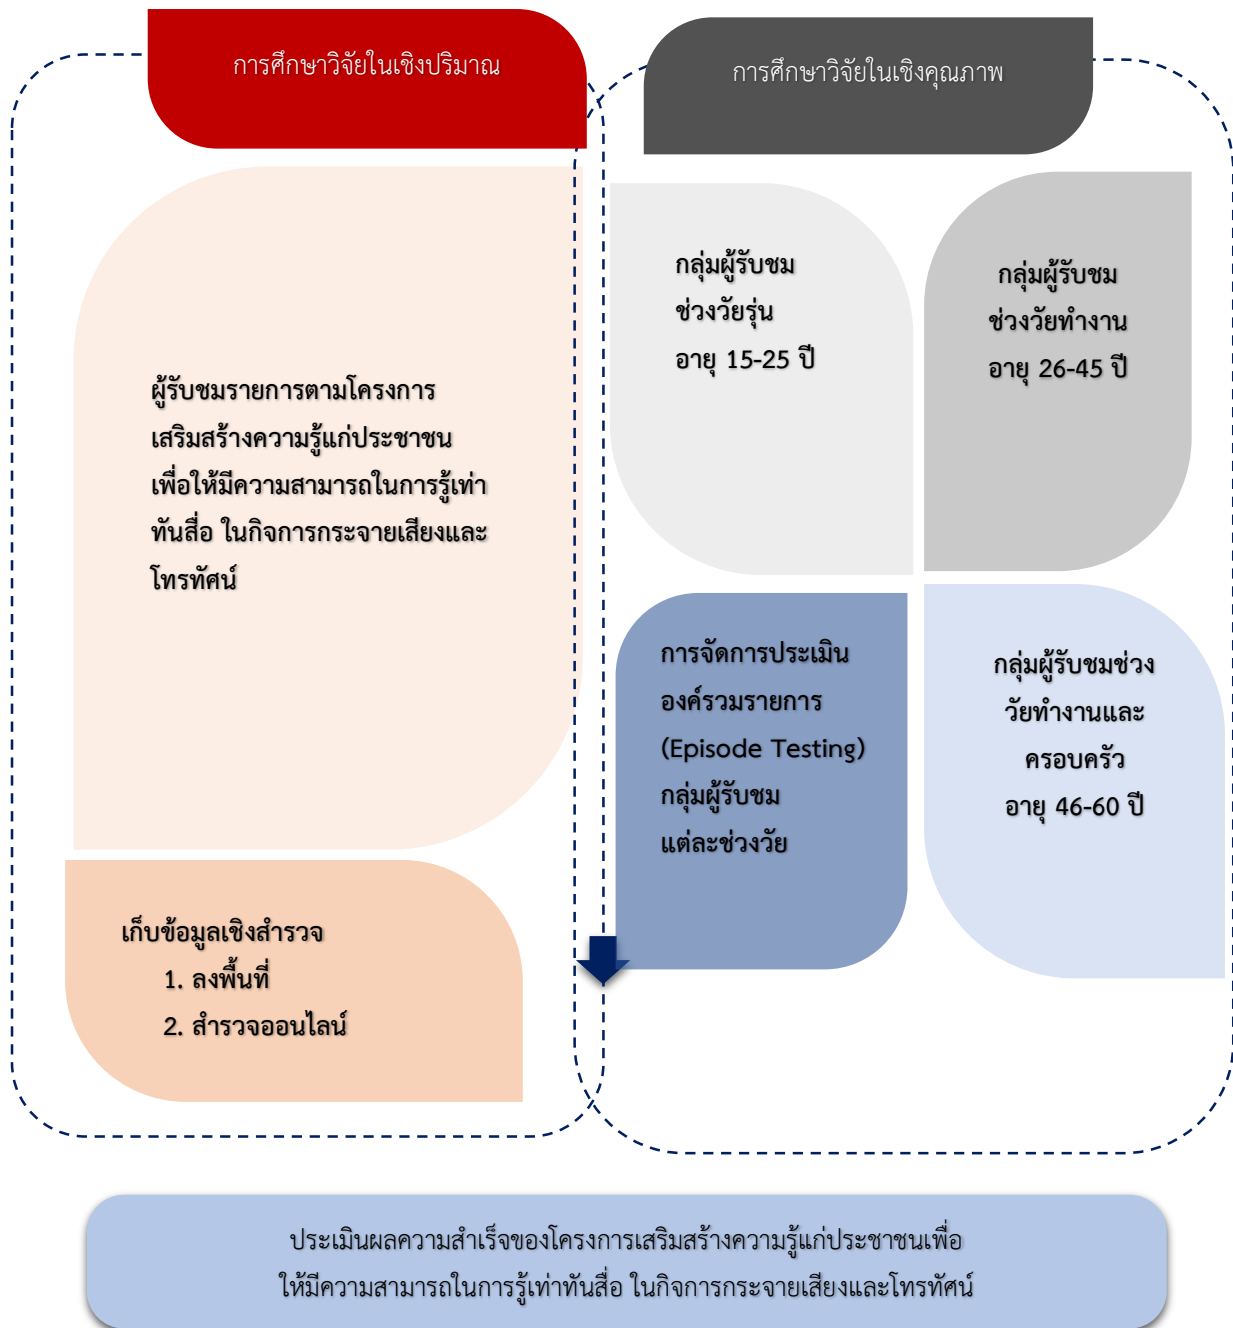 การศึกษาวิจัยในเชิงปริมาณ
ผู้รับชมรายการตามโครงการ
เสริมสร้างความรู้แก่ประชาชน
เพื่อให้มีความสามารถในการรู้เท่า
ทันสื่อ ในกิจการกระจายเสียงและ
โทรทัศน์
เก็บข้อมูลเชิงสำรวจ
1. ลงพื้นที่
2. สำรวจออนไลน์
การศึกษาวิจัยในเชิงคุณภาพ
กลุ่มผู้รับชม
ช่วงวัยรุ่น
อายุ 15-25 ปี
กลุ่มผู้รับชม
ช่วงวัยทำงาน
อายุ 26-45 ปี
การจัดการประเมิน
องค์รวมรายการ
(Episode Testing)
กลุ่มผู้รับชม
แต่ละช่วงวัย
กลุ่มผู้รับชมช่วง
วัยทำงานและ
ครอบครัว
อายุ 46-60 ปี
ประเมินผลความสำเร็จของโครงการเสริมสร้างความรู้แก่ประชาชนเพื่อ
ให้มีความสามารถในการรู้เท่าทันสื่อ ในกิจการกระจายเสียงและโทรทัศน์